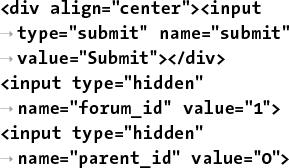 <div align="center"><input
→ type="submit" name="submit"
→ value="Submit"></div>
<input type="hidden"
→ name="forum_id" value="1">
<input type="hidden"
→ name="parent_id" value="0">